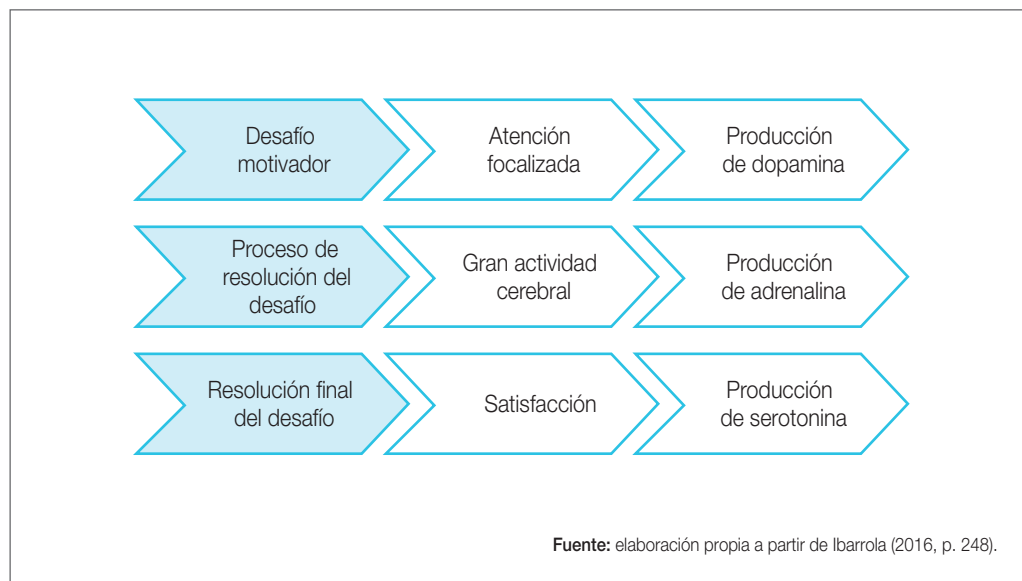 Desafío
motivador
Atención
focalizada
Producción
de dopamina
Proceso de
resolución del
desafío
Gran actividad
cerebral
Producción
de adrenalina
Resolución final
del desafío
Satisfacción
Producción
de serotonina
Fuente: elaboración propia a partir de Ibarrola (2016, p. 248).